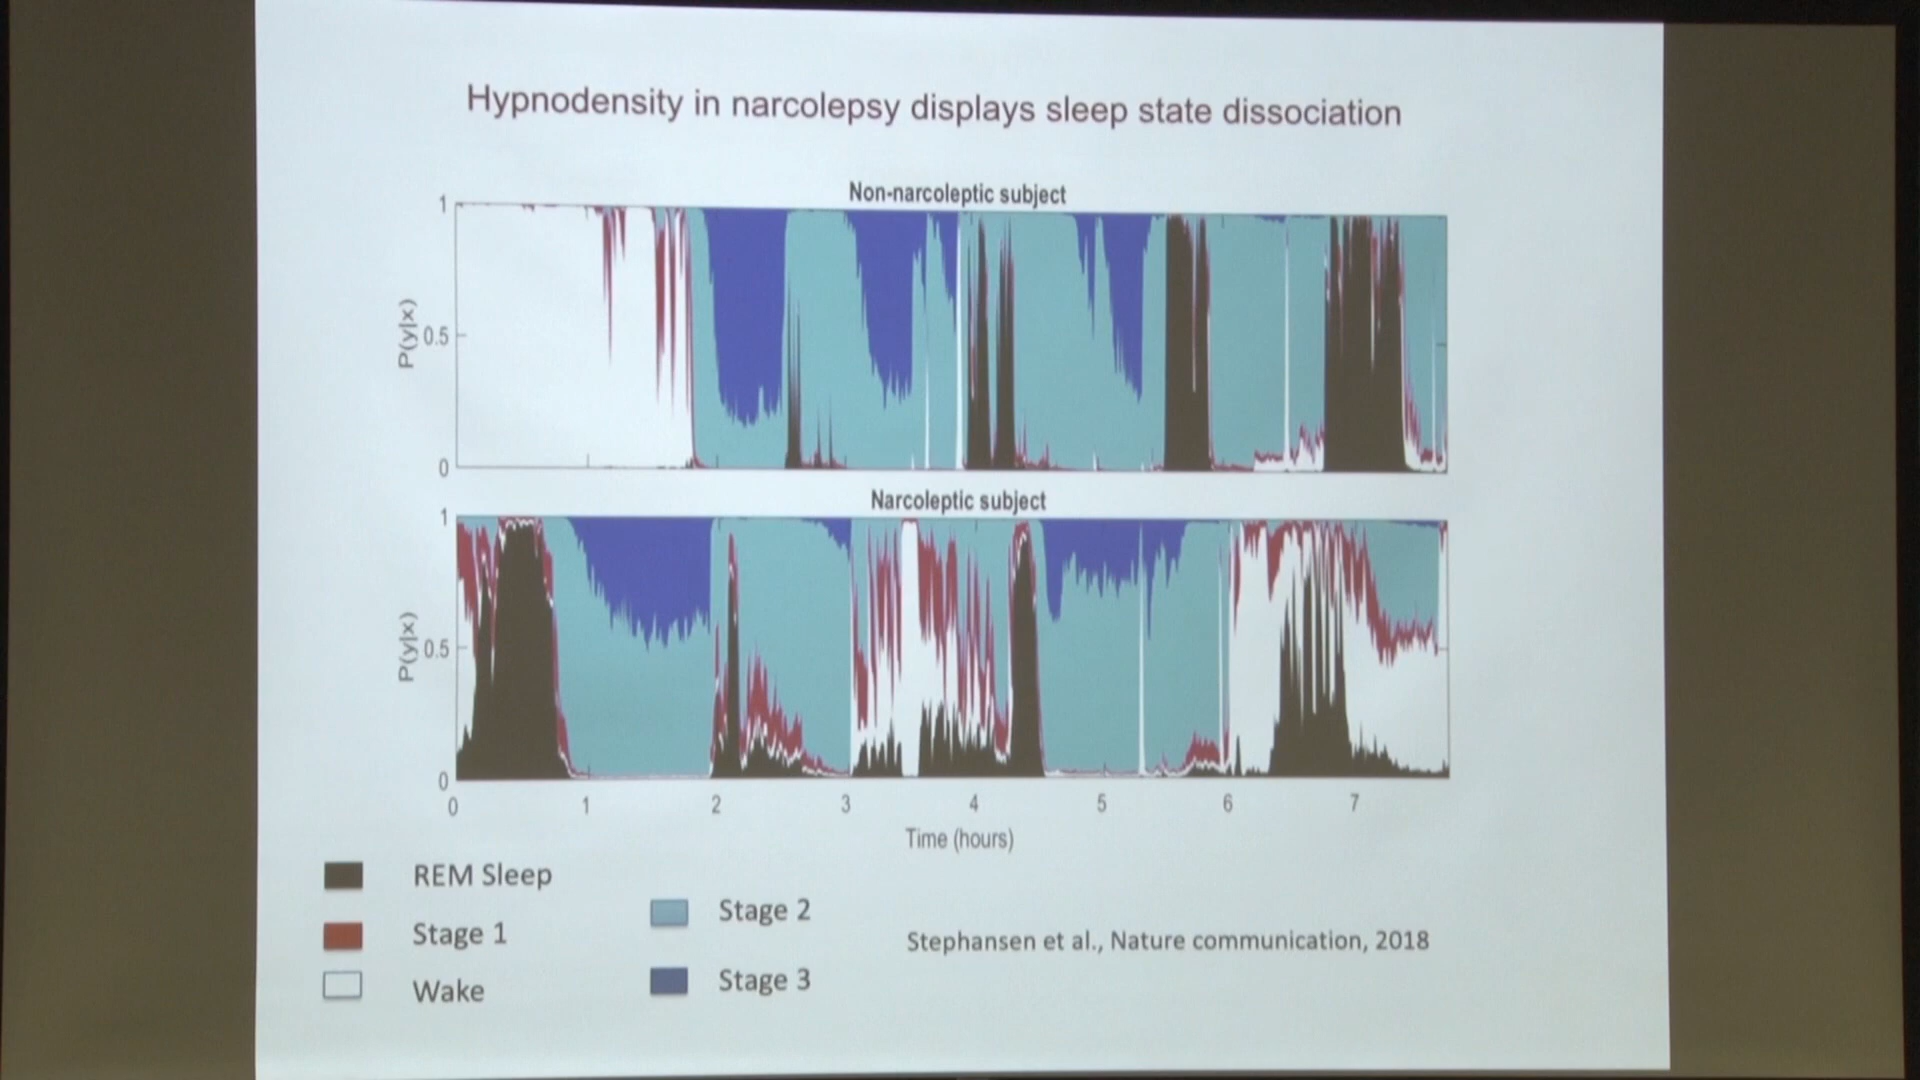 Hypnodensity in narcolepsy displays sleep state dissociation
Non-narcoleptic subject
1
0.5
0
P(y|x)
Narcoleptic subject
1
0.5
0
P(y|x)
0 1 2 3 4 5 6 7
Time (hours)
REM Sleep
Stage 1
Wake
Stage 2
Stage 3
Stephansen et al., Nature communication, 2018